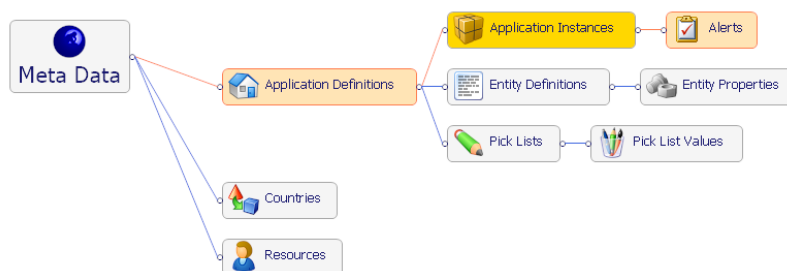 Meta Data
Application Definitions
Application Instances
Alerts
Entity Definitions
Entity Properties
Pick Lists
Pick List Values
Countries
Resources